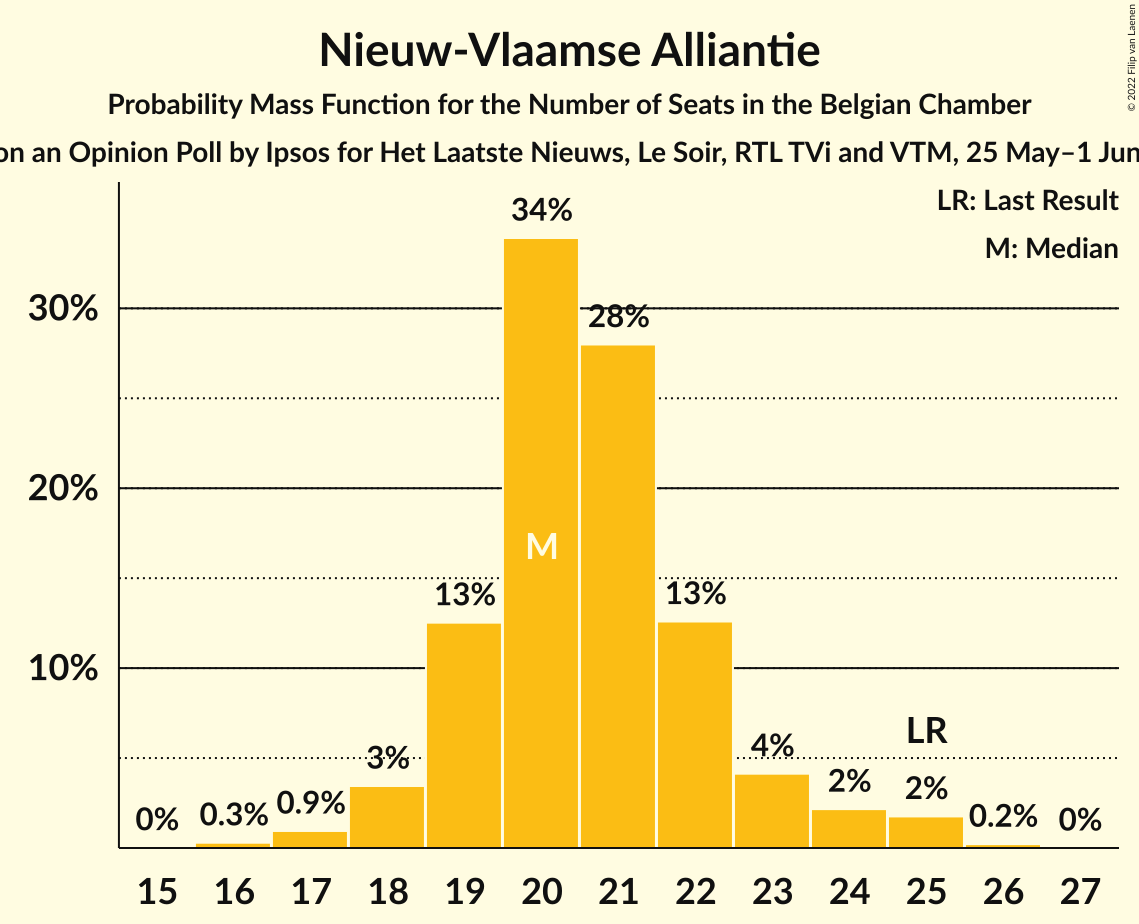 Nieuw-Vlaamse Alliantie
Probability Mass Function for the Number of Seats in the Belgian Chamber
on an Opinion Poll by Ipsos for Het Laatste Nieuws, Le Soir, RTL TVi and VTM, 25 May–1 Jun
© 2022 Filip van Laenen
LR: Last Result
M: Median
34%
30%
28%
20%
M
13%
13%
10%
LR
3%
4%
2%
2%
0%
0.3%
0.9%
0.2%
0%
15 16 17 18 19 20 21 22 23 24 25 26 27